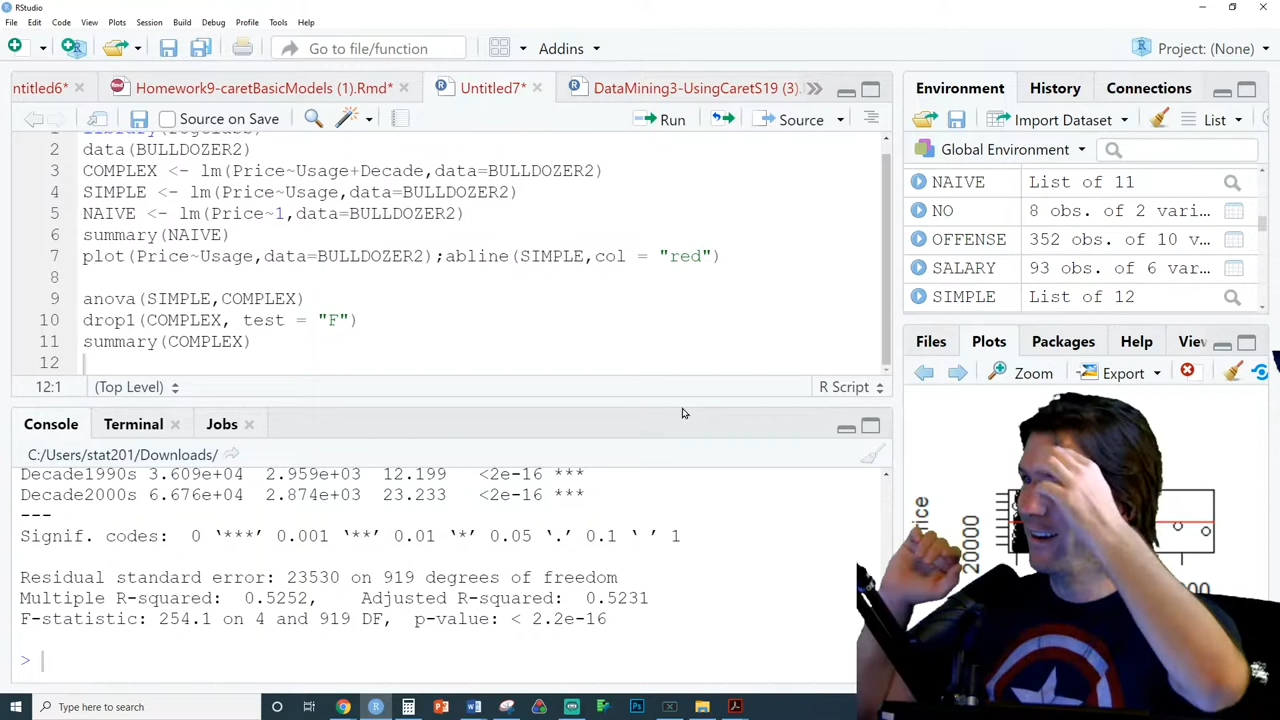 RStudio
File Edit Code View Plots Session Build Debug Profile Tools Help
Go to file/function Addins Project: (None)
ntitled6* Homework9-caretBasicModels (1).Rmd* Untitled7* DataMining3-UsingCaretS19 (3).
Source on Save Run Source
2 data(BULLDOZER2)
3 COMPLEX <- lm(Price~Usage+Decade,data=BULLDOZER2)
4 SIMPLE <- lm(Price~Usage,data=BULLDOZER2)
5 NAIVE <- lm(Price~1,data=BULLDOZER2)
6 summary(NAIVE)
7 plot(Price~Usage,data=BULLDOZER2);abline(SIMPLE,col = "red")
8
9 anova(SIMPLE,COMPLEX)
10 drop1(COMPLEX, test = "F")
11 summary(COMPLEX)
12
12:1 (Top Level) R Script
Console Terminal Jobs
C:/Users/stat201/Downloads/
Decade1990s 3.609e+04 2.959e+03 12.199 <2e-16 ***
Decade2000s 6.676e+04 2.874e+03 23.233 <2e-16 ***
---
Signif. codes: 0 ‘***’ 0.001 ‘**’ 0.01 ‘*’ 0.05 ‘.’ 0.1 ‘ ’ 1
Residual standard error: 23530 on 919 degrees of freedom
Multiple R-squared: 0.5252, Adjusted R-squared: 0.5231
F-statistic: 254.1 on 4 and 919 DF, p-value: < 2.2e-16
>
Environment History Connections
Import Dataset List
Global Environment
NAIVE List of 11
NO 8 obs. of 2 vari...
OFFENSE 352 obs. of 10 v...
SALARY 93 obs. of 6 var...
SIMPLE List of 12
Files Plots Packages Help Vie
Zoom Export
rice
20000
Type here to search